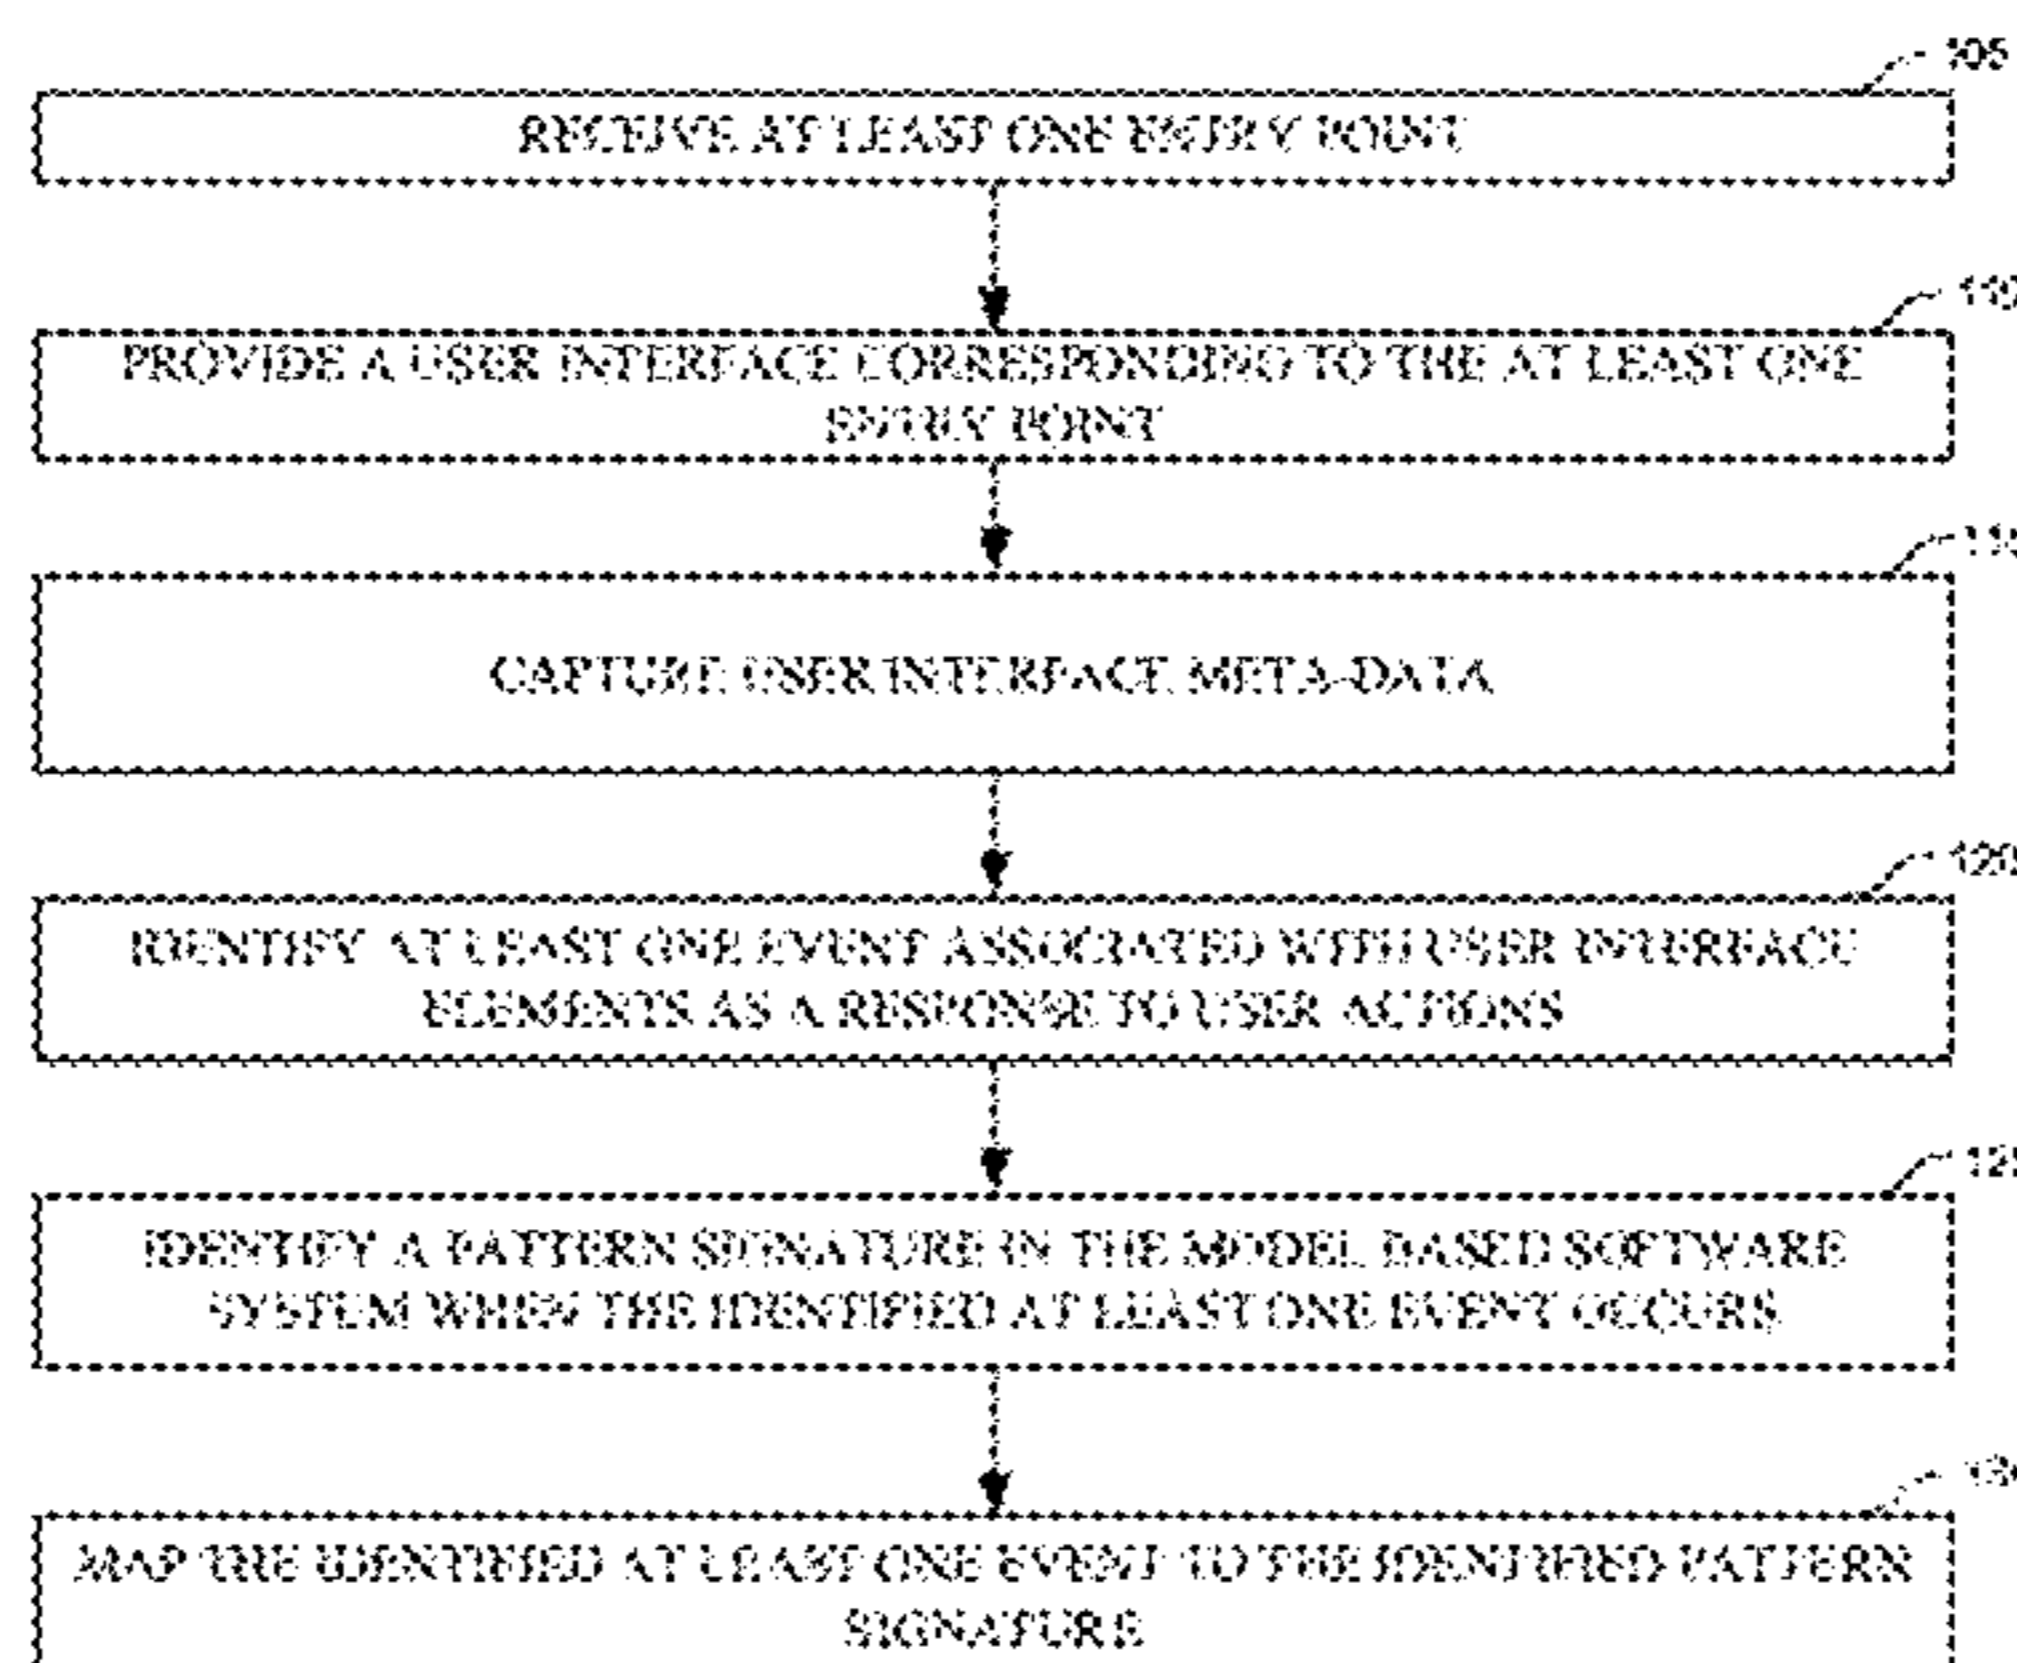 105
RECEIVE AT LEAST ONE ENTRY POINT
110
PROVIDE A USER INTERFACE CORRESPONDING TO THE AT LEAST ONE
ENTRY POINT
CAPTURE USER INTERFACE META-DATA
120
IDENTIFY AT LEAST ONE EVENT ASSOCIATED WITH USER INTERFACE
ELEMENTS AS A RESPONSE TO USER ACTIONS
IDENTIFY A PATTERN SIGNATURE IN THE MODEL BASED SOFTWARE
SYSTEM WHEN THE IDENTIFIED AT LEAST ONE EVENT OCCURS
MAP THE IDENTIFIED AT LEAST ONE EVENT TO THE IDENTIFIED PATTERN
SIGNATURE